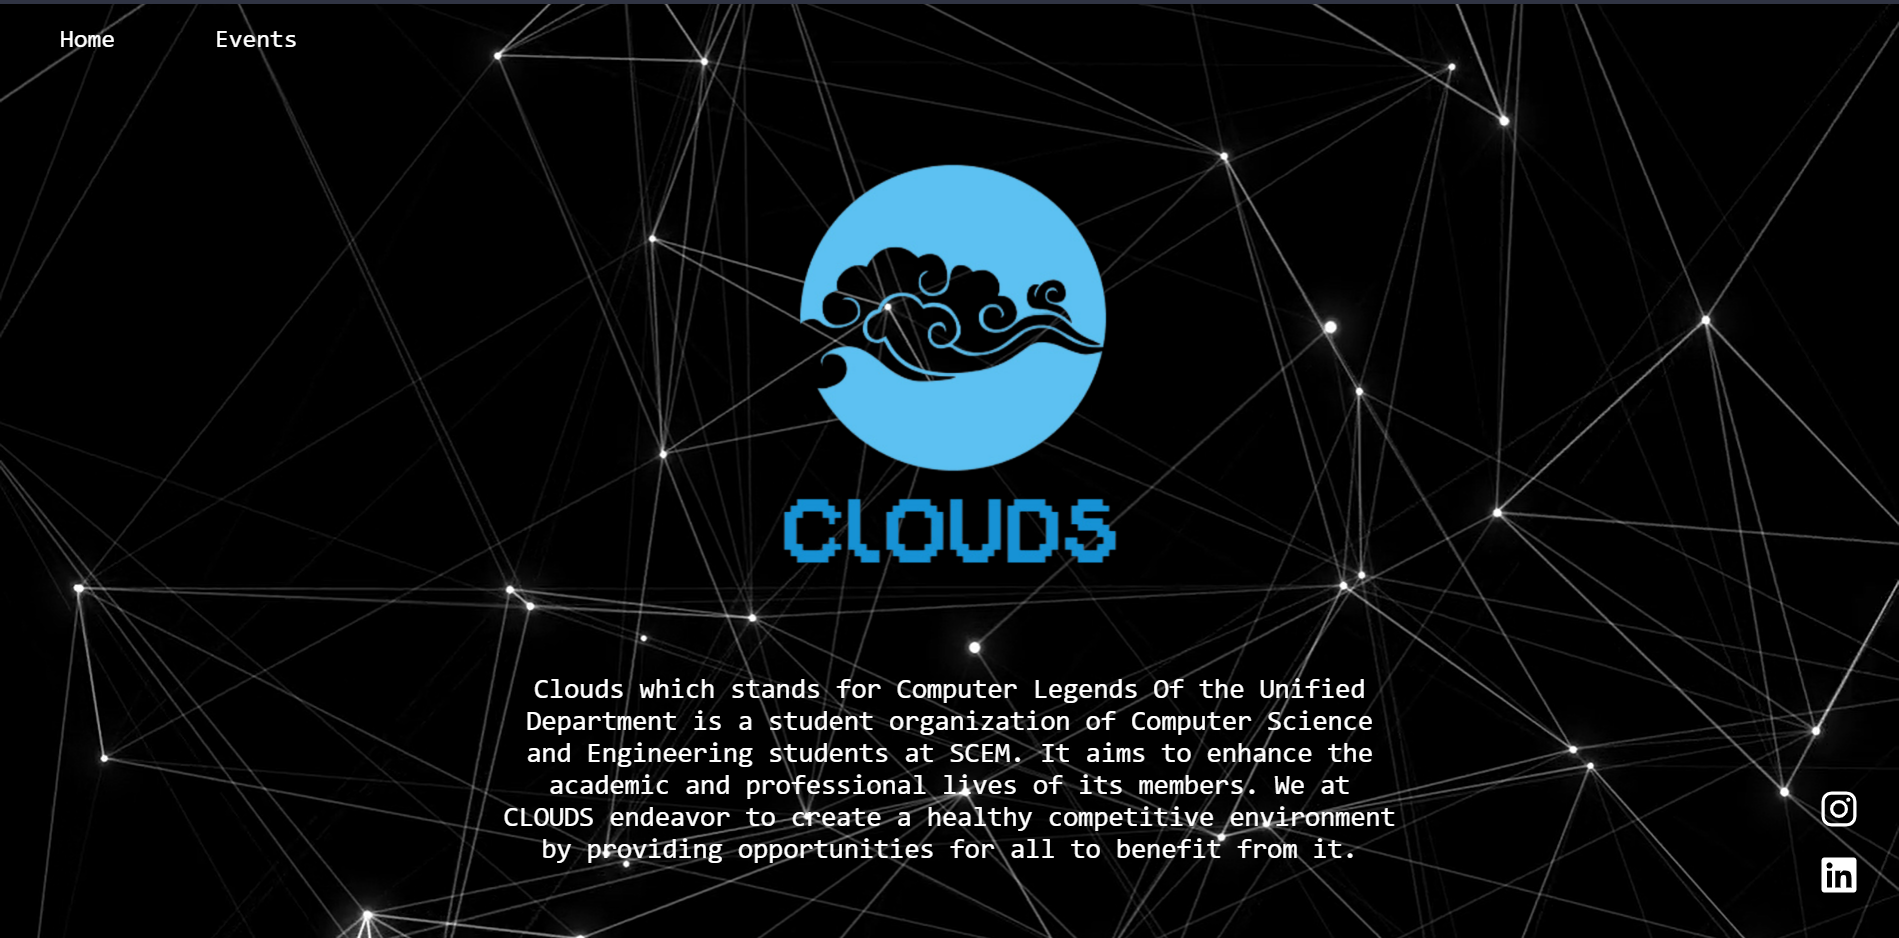 Home Events
CLOUDS
Clouds which stands for Computer Legends Of the Unified
Department is a student organization of Computer Science
and Engineering students at SCEM. It aims to enhance the
academic and professional lives of its members. We at
CLOUDS endeavor to create a healthy competitive environment
by providing opportunities for all to benefit from it.
in